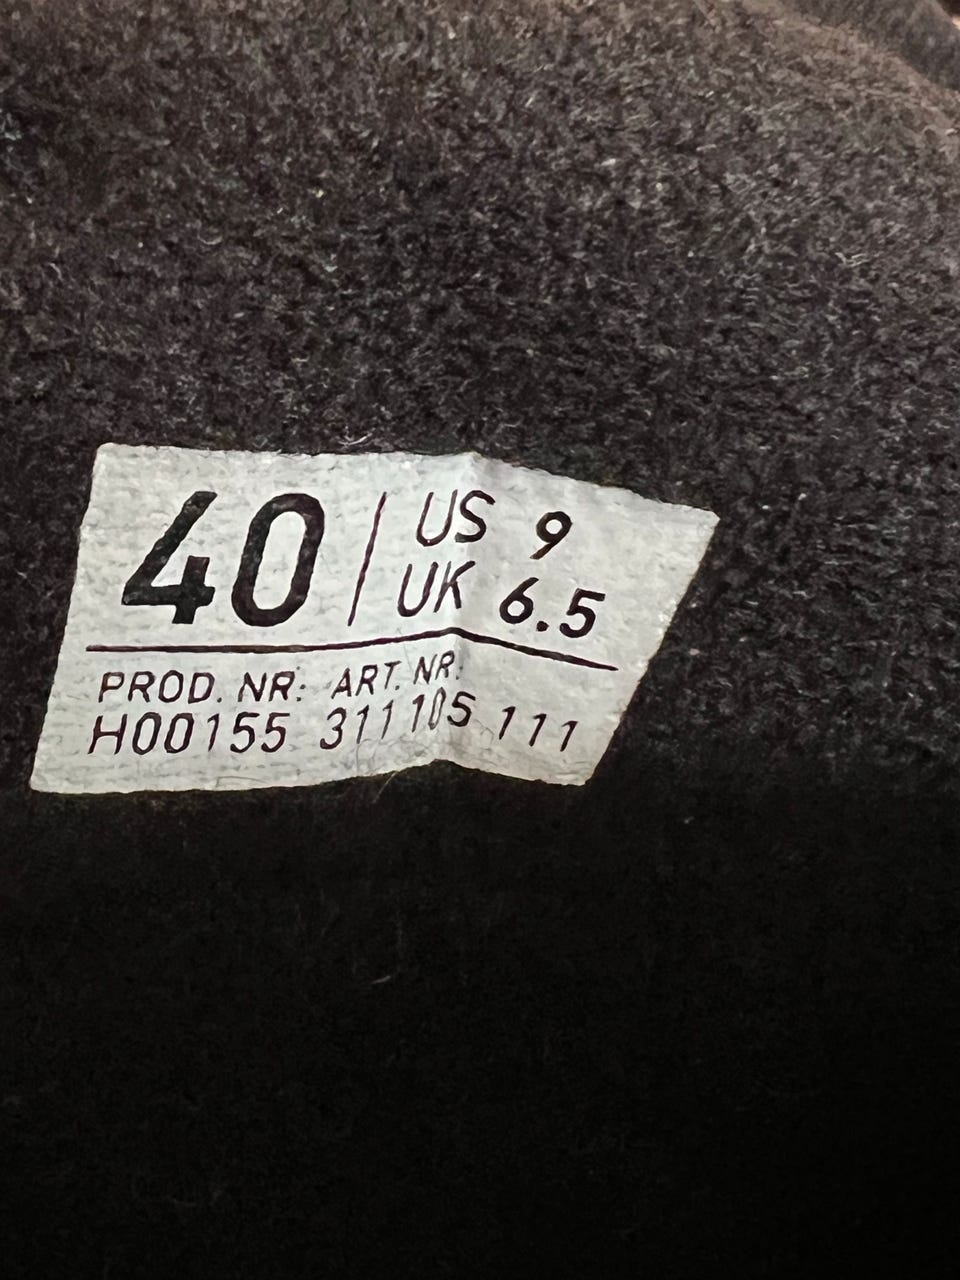 40 | US 9
UK 6.5
PROD. NR: ART. NR:
H00155 311105 111